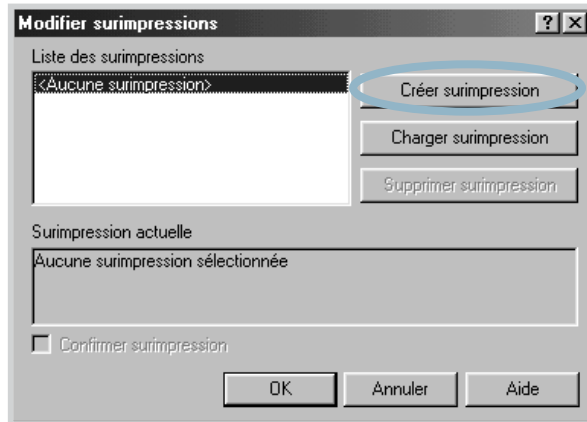 Modifier surimpressions
Liste des surimpressions
<Aucune surimpression>
Créer surimpression
Charger surimpression
Supprimer surimpression
Surimpression actuelle
Aucune surimpression sélectionnée
Confirmer surimpression
OK Annuler Aide